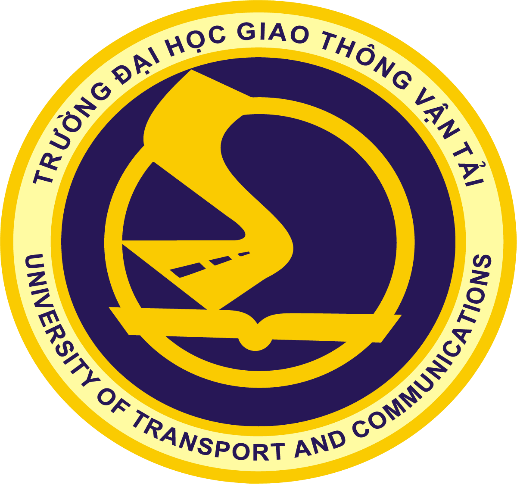 TRƯỜNG ĐẠI HỌC GIAO THÔNG VẬN TẢI
UNIVERSITY OF TRANSPORT AND COMMUNICATIONS